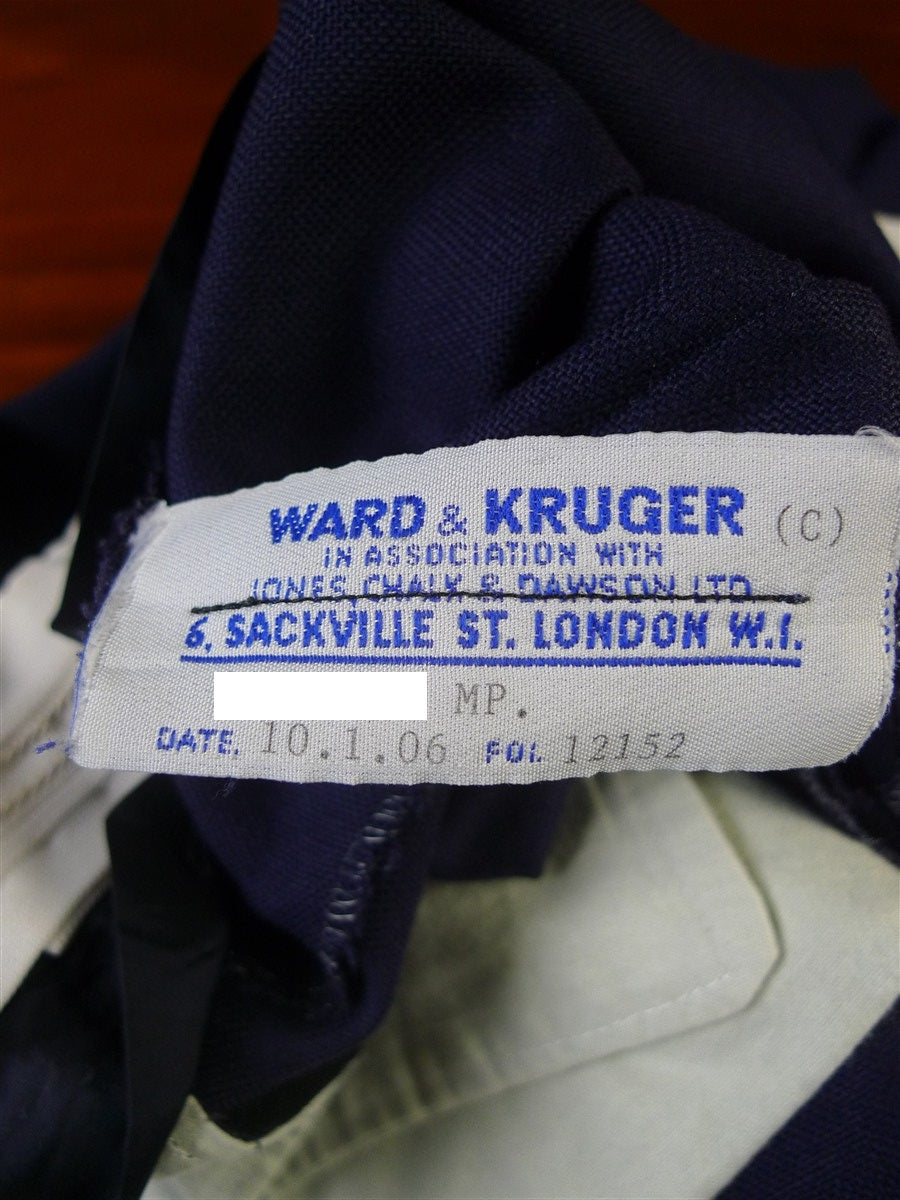 WARD & KRUGER (C)
IN ASSOCIATION WITH
JONES, CHALK & DAWSON LTD
6, SACKVILLE ST. LONDON W.1.
MP.
DATE. 10.1.06 FOL. 12152